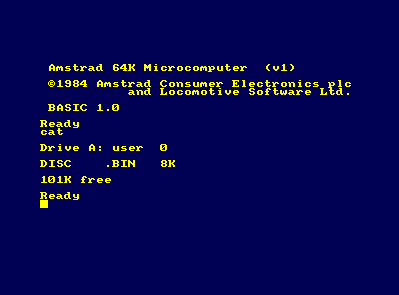 Amstrad 64K Microcomputer  (v1)
©1984 Amstrad Consumer Electronics plc
and Locomotive Software Ltd.
BASIC 1.0
Ready
cat
Drive A: user  0
DISC    .BIN   8K
101K free
Ready